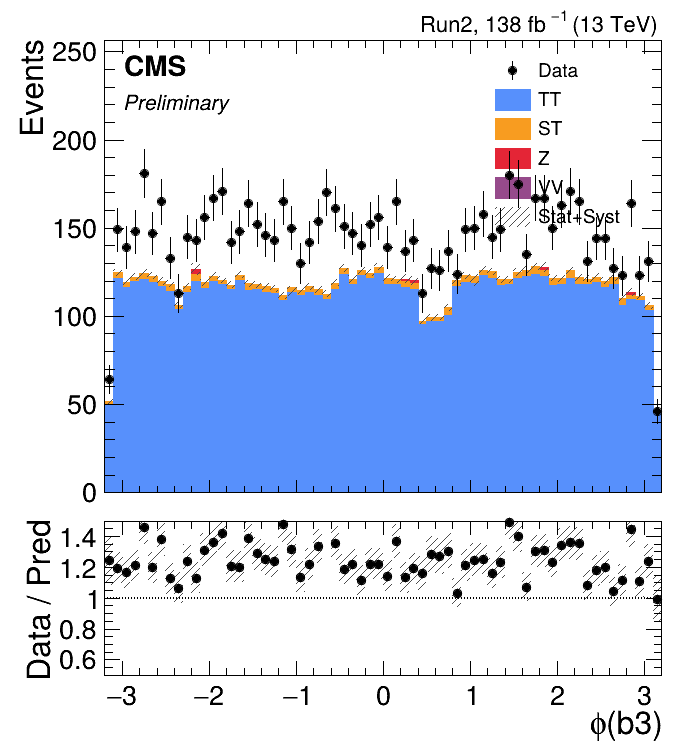 Run2, 138 fb⁻¹ (13 TeV)
Events
250
200
150
100
50
0
CMS
Preliminary
Data
TT
ST
Z
VV
Stat+Syst
Data / Pred
1.4
1.2
1
0.8
0.6
−3
−2
−1
0
1
2
3
ϕ(b3)